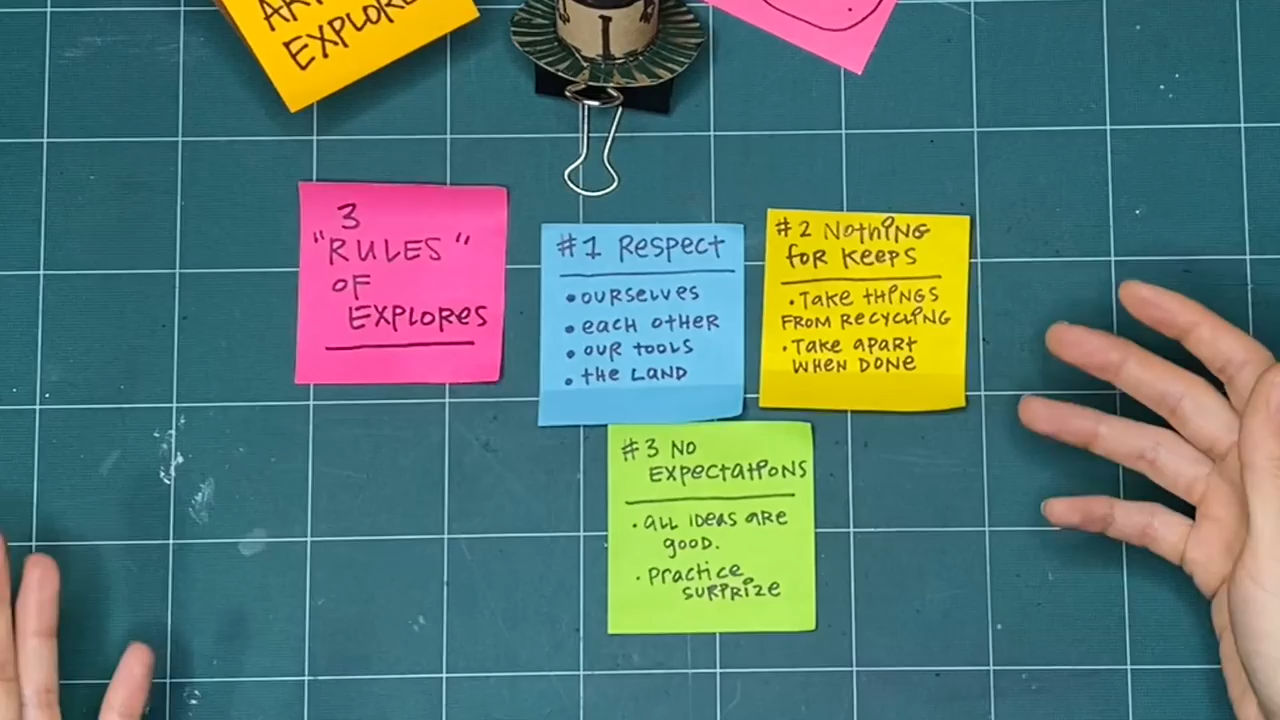 EXPLORE
1
3
"RULES"
OF
EXPLORES
#1 Respect
• OURSELVES
• each other
• our tools
• the Land
#2 Nothing
for Keeps
• Take things
FROM RECYCLING
• Take apart
WHEN DONE
#3 No
Expectations
• all ideas are
good.
• Practice
SURPRIZE